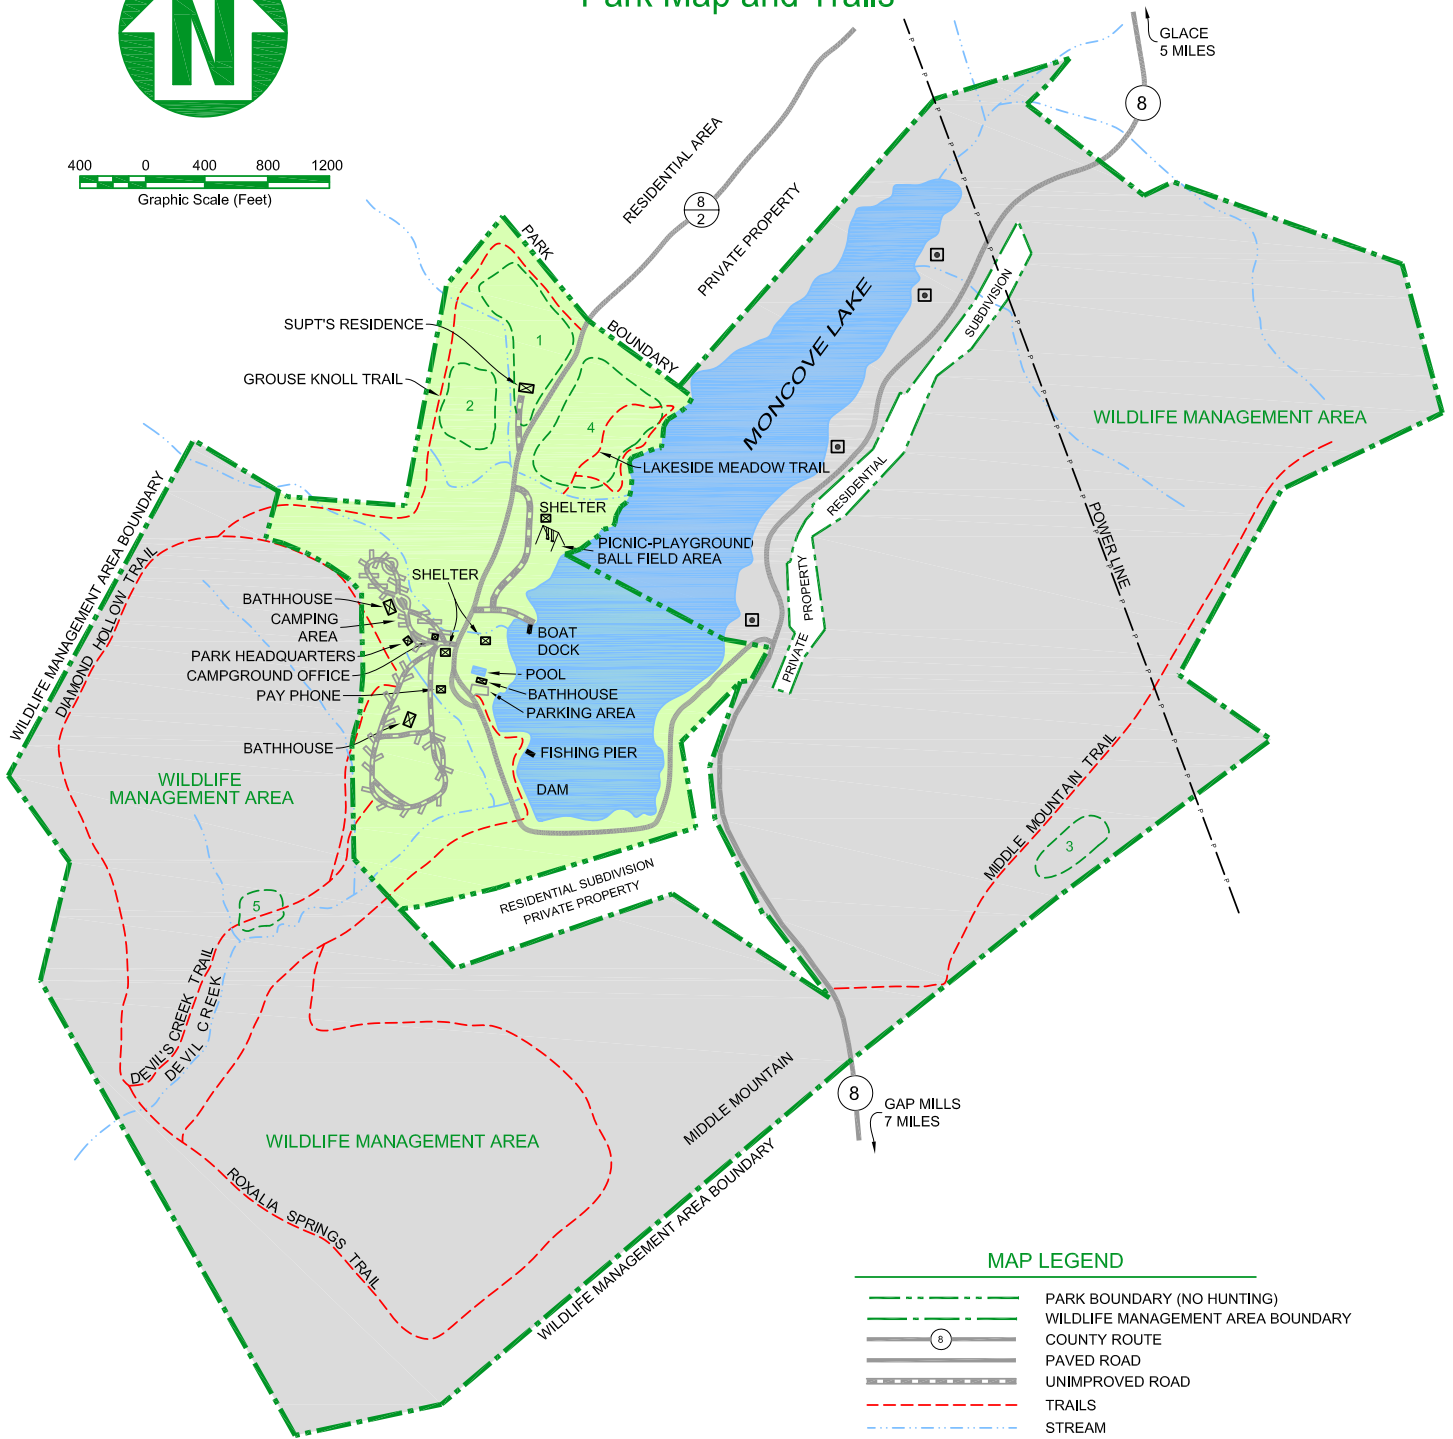 Park Map and Trails
N
GLACE
5 MILES
8
400 0 400 800 1200
Graphic Scale (Feet)
RESIDENTIAL AREA
8
2
PRIVATE PROPERTY
PARK
BOUNDARY
SUBDIVISION
MONCOVE LAKE
SUPT'S RESIDENCE
1
GROUSE KNOLL TRAIL
2
4
WILDLIFE MANAGEMENT AREA
LAKESIDE MEADOW TRAIL
RESIDENTIAL
WILDLIFE MANAGEMENT AREA BOUNDARY
DIAMOND HOLLOW TRAIL
SHELTER
PICNIC-PLAYGROUND
BALL FIELD AREA
POWER LINE
P P P P P P P P P P P P P P P P P P P P
SHELTER
BATHHOUSE
CAMPING
AREA
PRIVATE PROPERTY
BOAT
DOCK
PARK HEADQUARTERS
CAMPGROUND OFFICE
POOL
PAY PHONE
BATHHOUSE
PARKING AREA
BATHHOUSE
FISHING PIER
DAM
WILDLIFE
MANAGEMENT AREA
MIDDLE MOUNTAIN TRAIL
3
RESIDENTIAL SUBDIVISION
PRIVATE PROPERTY
5
DEVIL'S CREEK TRAIL
DEVIL CREEK
MIDDLE MOUNTAIN
8
GAP MILLS
7 MILES
WILDLIFE MANAGEMENT AREA
ROXALIA SPRINGS TRAIL
WILDLIFE MANAGEMENT AREA BOUNDARY
MAP LEGEND
PARK BOUNDARY (NO HUNTING)
WILDLIFE MANAGEMENT AREA BOUNDARY
8 COUNTY ROUTE
PAVED ROAD
UNIMPROVED ROAD
TRAILS
STREAM